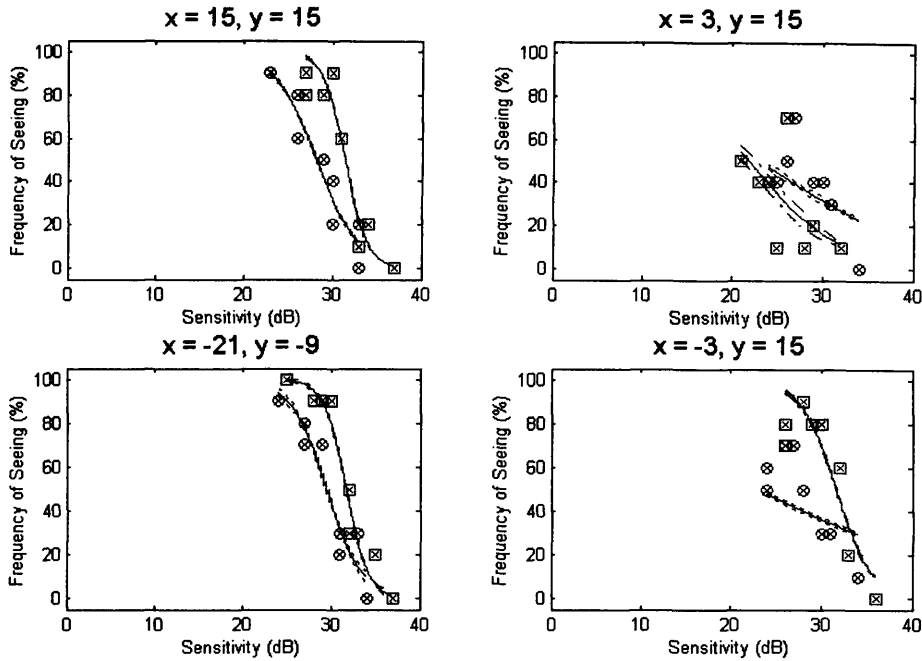 x = 15, y = 15
x = 3, y = 15
Frequency of Seeing (%)
100
80
60
40
20
0
0 10 20 30 40
Sensitivity (dB)
Frequency of Seeing (%)
100
80
60
40
20
0
0 10 20 30 40
Sensitivity (dB)
x = -21, y = -9
x = -3, y = 15
Frequency of Seeing (%)
100
80
60
40
20
0
0 10 20 30 40
Sensitivity (dB)
Frequency of Seeing (%)
100
80
60
40
20
0
0 10 20 30 40
Sensitivity (dB)